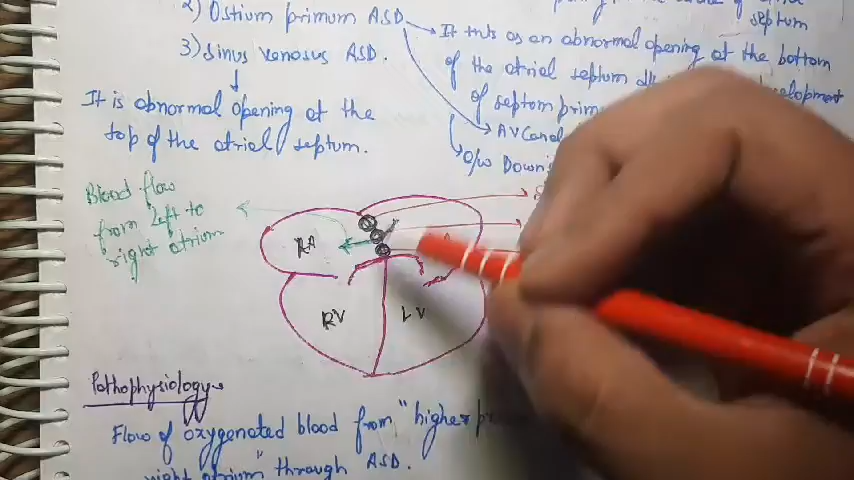 septum
2) Ostium primum ASD
It this as an abnormal opening at the bottom
3) Sinus venosus ASD.
of the atrial septum
development
of septom prim
It is abnormal opening at the
top of the atrial septum.
AV Canal
O/w Down's
Blood flow
from left to
right atrium
RA
RV
LV
Pathophysiology
Flow of oxygenated blood from "higher
right atrium" through ASD.